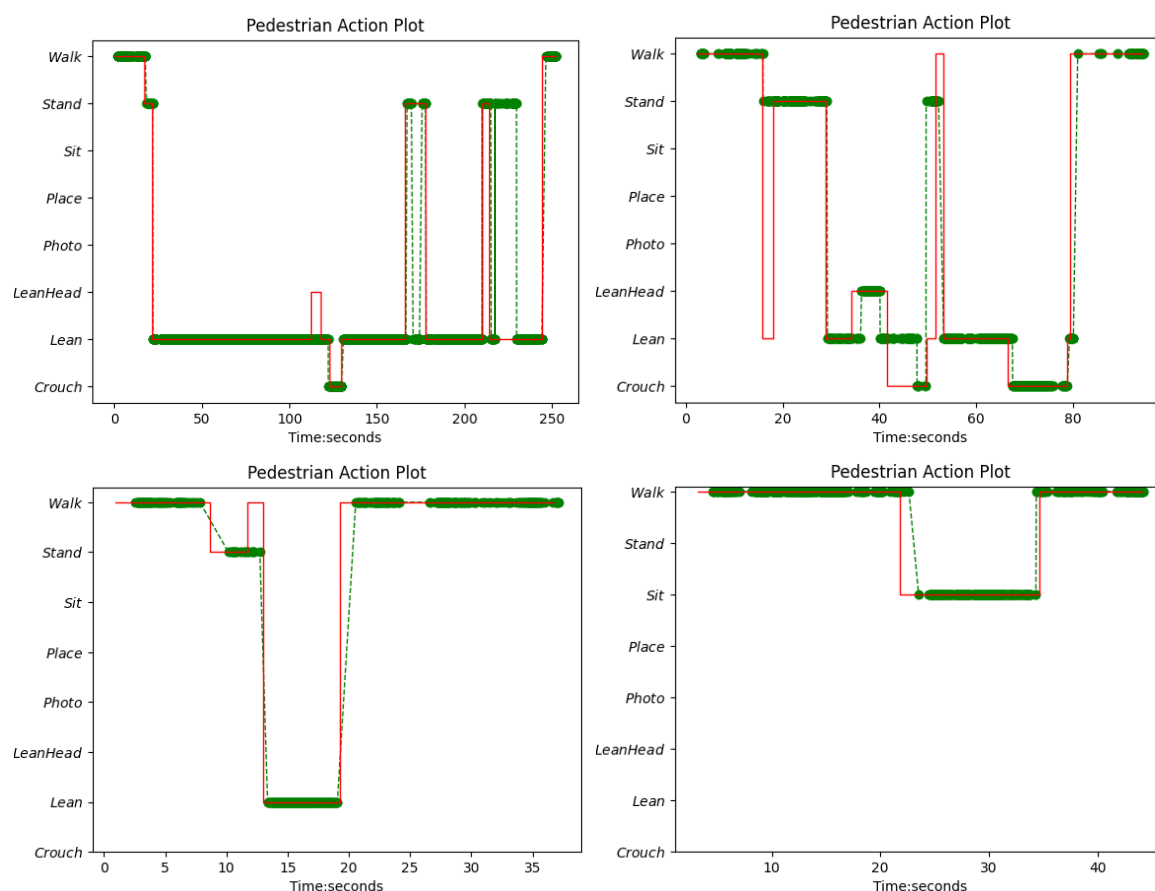 Pedestrian Action Plot
Walk
Stand
Sit
Place
Photo
LeanHead
Lean
Crouch
0 50 100 150 200 250
Time:seconds
Pedestrian Action Plot
Walk
Stand
Sit
Place
Photo
LeanHead
Lean
Crouch
0 20 40 60 80
Time:seconds
Pedestrian Action Plot
Walk
Stand
Sit
Place
Photo
LeanHead
Lean
Crouch
0 5 10 15 20 25 30 35
Time:seconds
Pedestrian Action Plot
Walk
Stand
Sit
Place
Photo
LeanHead
Lean
Crouch
10 20 30 40
Time:seconds